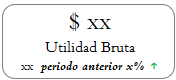 $ xx
Utilidad Bruta
xx periodo anterior x% ↑